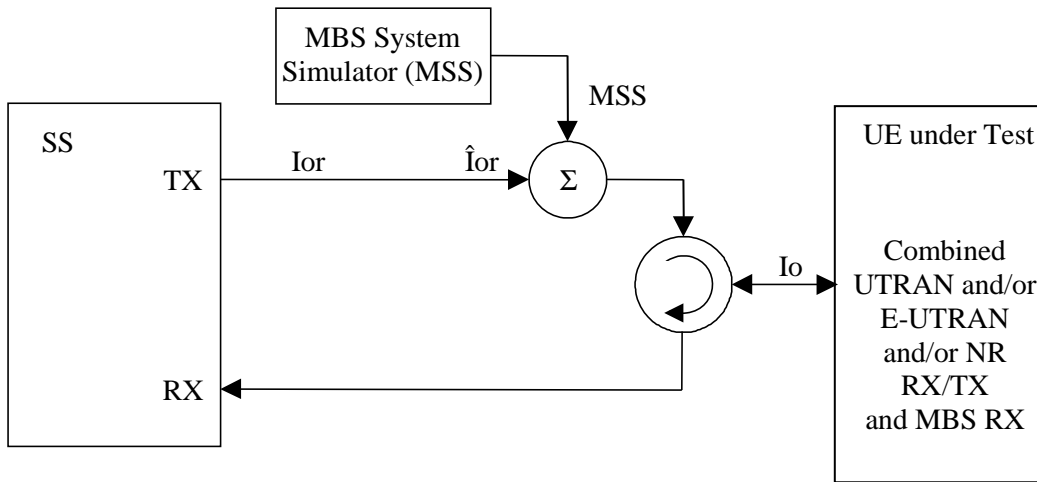 MBS System
Simulator (MSS)
MSS
SS
TX
Ior
Îor
Σ
RX
Io
UE under Test
Combined
UTRAN and/or
E-UTRAN
and/or NR
RX/TX
and MBS RX